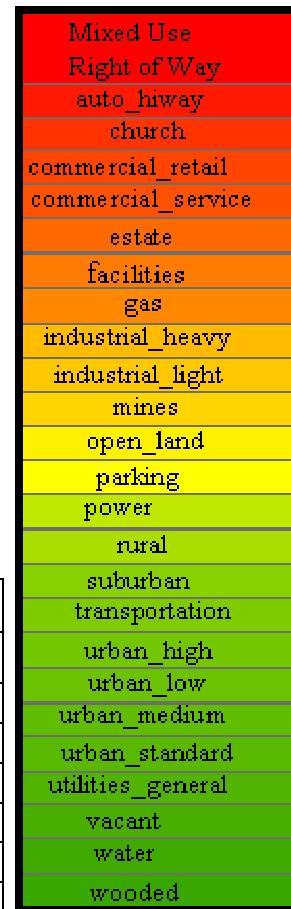 Mixed Use
Right of Way
auto_hiway
church
commercial_retail
commercial_service
estate
facilities
gas
industrial_heavy
industrial_light
mines
open_land
parking
power
rural
suburban
transportation
urban_high
urban_low
urban_medium
urban_standard
utilities_general
vacant
water
wooded